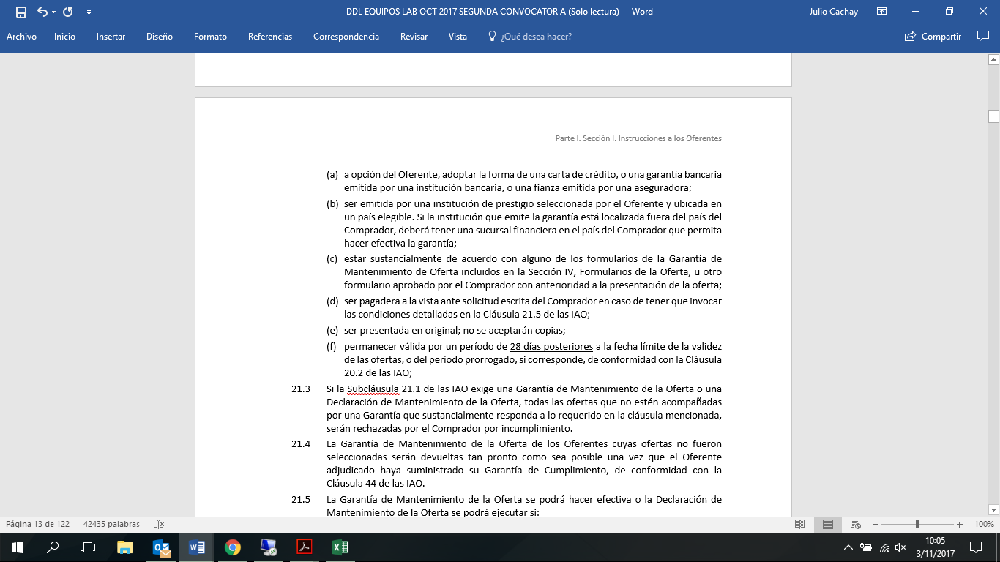 DDL EQUIPOS LAB OCT 2017 SEGUNDA CONVOCATORIA (Solo lectura) - Word
Julio Cachay
Archivo Inicio Insertar Diseño Formato Referencias Correspondencia Revisar Vista ¿Qué desea hacer? Compartir
Parte I. Sección I. Instrucciones a los Oferentes
(a) a opción del Oferente, adoptar la forma de una carta de crédito, o una garantía bancaria
emitida por una institución bancaria, o una fianza emitida por una aseguradora;
(b) ser emitida por una institución de prestigio seleccionada por el Oferente y ubicada en
un país elegible. Si la institución que emite la garantía está localizada fuera del país del
Comprador, deberá tener una sucursal financiera en el país del Comprador que permita
hacer efectiva la garantía;
(c) estar sustancialmente de acuerdo con alguno de los formularios de la Garantía de
Mantenimiento de Oferta incluidos en la Sección IV, Formularios de la Oferta, u otro
formulario aprobado por el Comprador con anterioridad a la presentación de la oferta;
(d) ser pagadera a la vista ante solicitud escrita del Comprador en caso de tener que invocar
las condiciones detalladas en la Cláusula 21.5 de las IAO;
(e) ser presentada en original; no se aceptarán copias;
(f) permanecer válida por un período de 28 días posteriores a la fecha límite de la validez
de las ofertas, o del período prorrogado, si corresponde, de conformidad con la Cláusula
20.2 de las IAO;
21.3 Si la Subcláusula 21.1 de las IAO exige una Garantía de Mantenimiento de la Oferta o una
Declaración de Mantenimiento de la Oferta, todas las ofertas que no estén acompañadas
por una Garantía que sustancialmente responda a lo requerido en la cláusula mencionada,
serán rechazadas por el Comprador por incumplimiento.
21.4 La Garantía de Mantenimiento de la Oferta de los Oferentes cuyas ofertas no fueron
seleccionadas serán devueltas tan pronto como sea posible una vez que el Oferente
adjudicado haya suministrado su Garantía de Cumplimiento, de conformidad con la
Cláusula 44 de las IAO.
21.5 La Garantía de Mantenimiento de la Oferta se podrá hacer efectiva o la Declaración de
Mantenimiento de la Oferta se podrá ejecutar si:
Página 13 de 122 42435 palabras 100%
10:05
3/11/2017